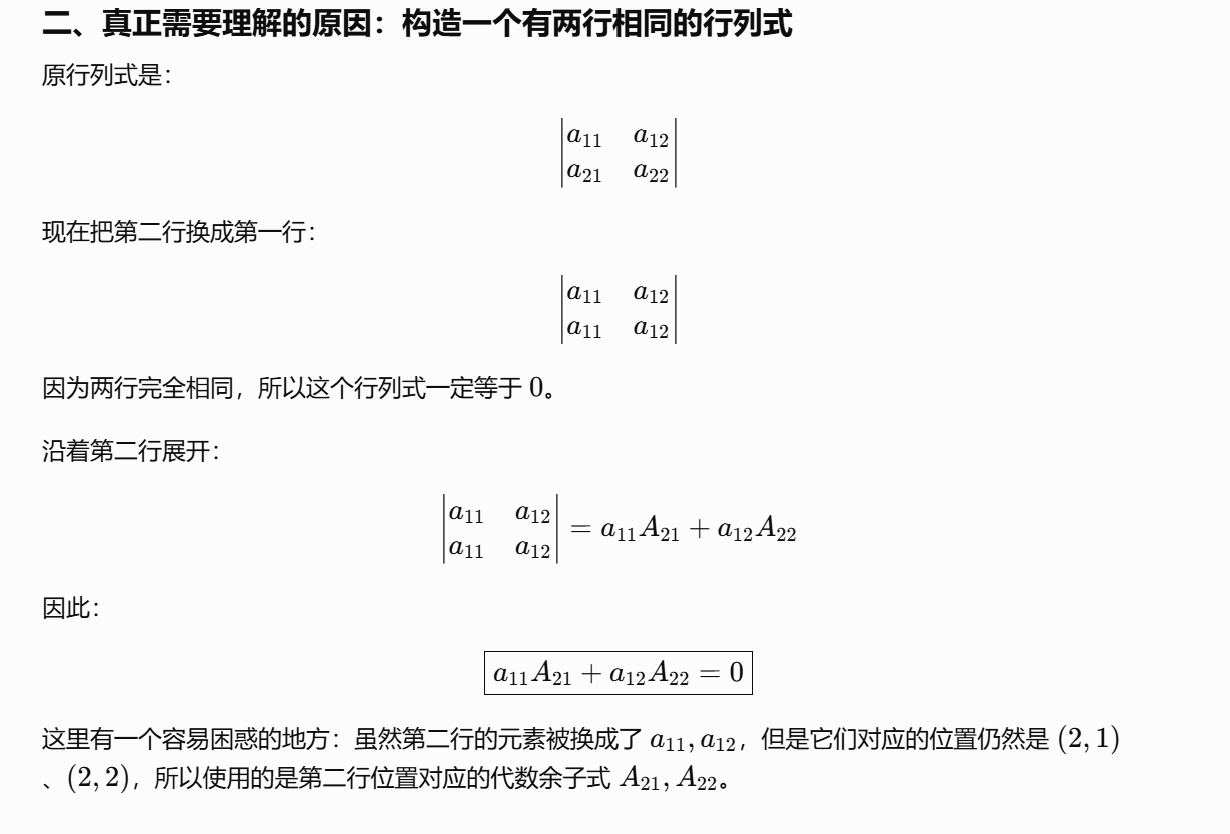 二、真正需要理解的原因：构造一个有两行相同的行列式
原行列式是：
|a₁₁ a₁₂|
|a₂₁ a₂₂|
现在把第二行换成第一行：
|a₁₁ a₁₂|
|a₁₁ a₁₂|
因为两行完全相同，所以这个行列式一定等于 0。
沿着第二行展开：
|a₁₁ a₁₂|
|a₁₁ a₁₂| = a₁₁A₂₁ + a₁₂A₂₂
因此：
a₁₁A₂₁ + a₁₂A₂₂ = 0
这里有一个容易困惑的地方：虽然第二行的元素被换成了 a₁₁, a₁₂，但是它们对应的位置仍然是 (2, 1)
、(2, 2)，所以使用的是第二行位置对应的代数余子式 A₂₁, A₂₂。